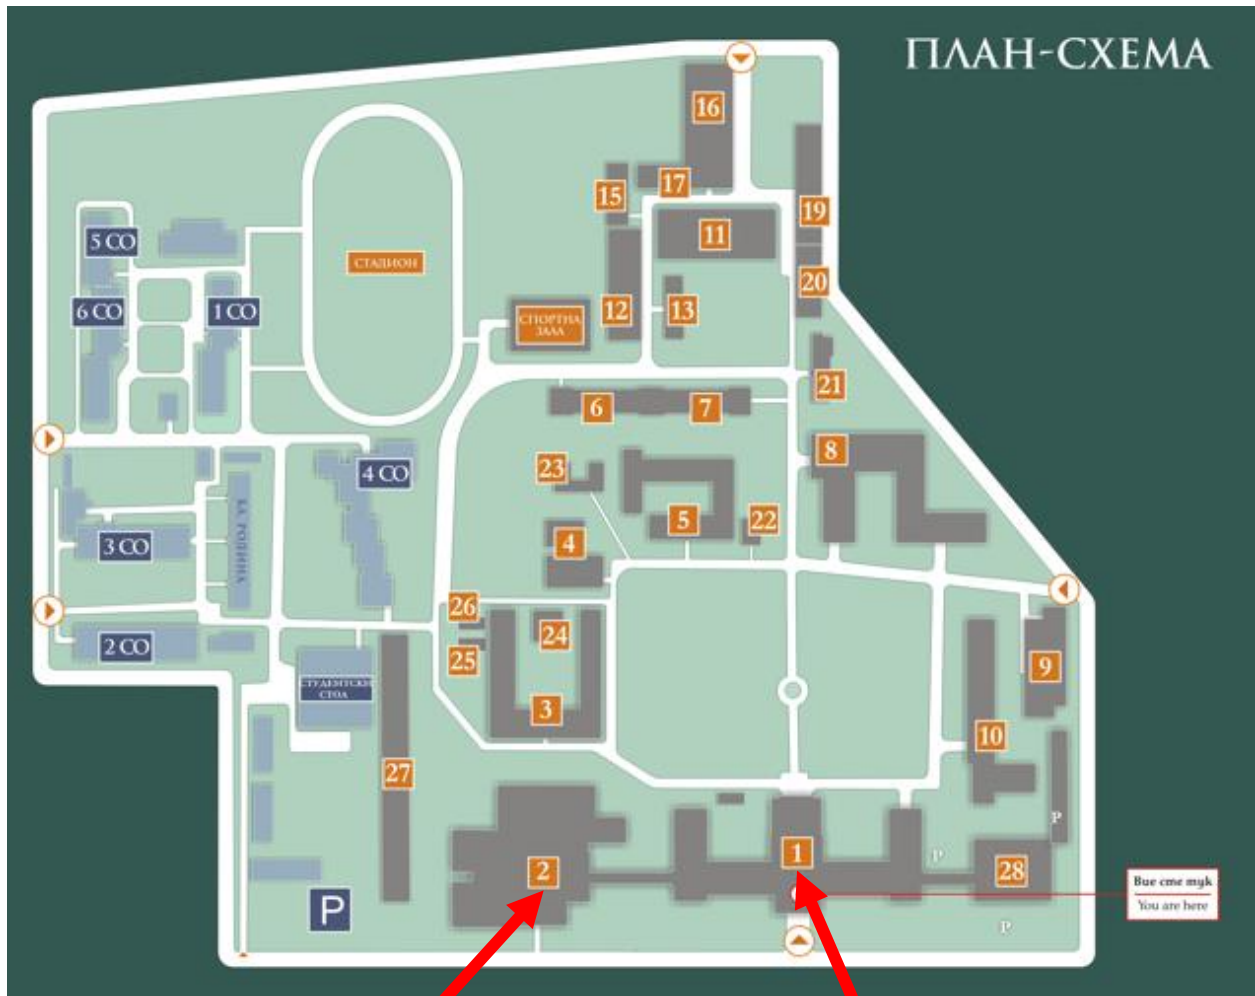 ПЛАН-СХЕМА
16
17
15
19
11
5 СО
СТАДИОН
20
6 СО
1 СО
12
13
СПОРТНА
ЗАЛА
21
6
7
8
23
4 СО
5
22
4
3 СО
БЛ. РОДИНА
26
24
2 СО
25
9
СТУДЕНТСКИ
СТОЛ
3
10
27
P
1
P
2
28
Вие сте тук
You are here
P
P